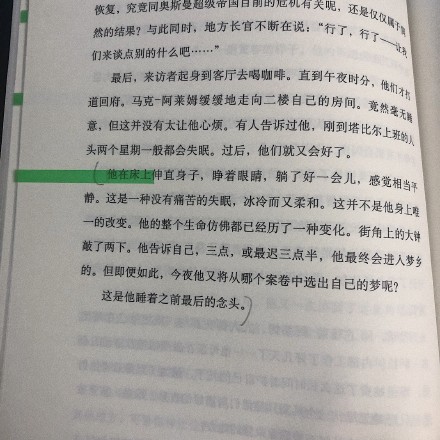 恢复，究竟同奥斯曼超级帝国目前的危机有关呢，还是仅仅属于偶
然的结果？与此同时，地方长官不断在说：“行了，行了——让我
们来谈点别的什么吧……”
最后，来访者起身到客厅去喝咖啡。直到午夜时分，他们才打
道回府。马克-阿莱姆缓缓地走向二楼自己的房间。竟然毫无睡
意，但这并没有太让他心烦。有人告诉过他，刚到塔比尔上班的人
头两个星期一般都会失眠。过后，他们就又会好了。
他在床上伸直身子，睁着眼睛，躺了好一会儿，感觉相当平
静。这是一种没有痛苦的失眠，冰冷而又柔和。这并不是他身上唯
一的改变。他的整个生命仿佛都已经历了一种变化。街角上的大钟
敲了两下。他告诉自己，三点，或最迟三点半，他最终会进入梦乡
的。但即便如此，今夜他又将从哪个案卷中选出自己的梦呢？
这是他睡着之前最后的念头。